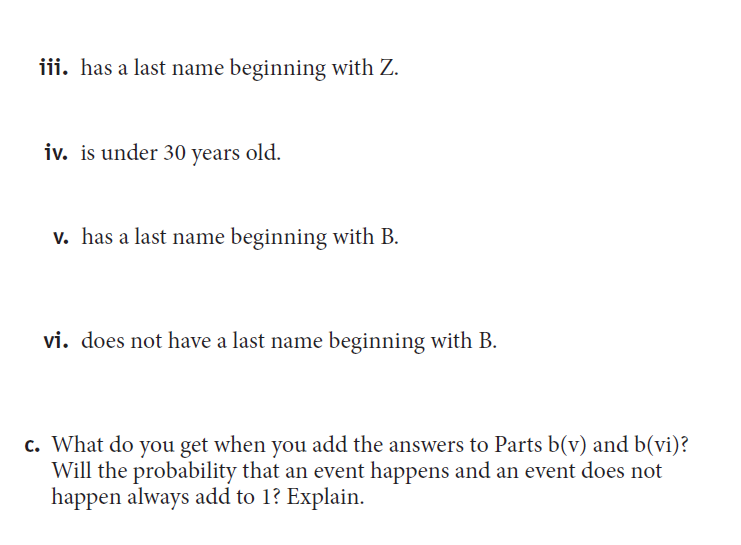 iii. has a last name beginning with Z.
iv. is under 30 years old.
v. has a last name beginning with B.
vi. does not have a last name beginning with B.
c. What do you get when you add the answers to Parts b(v) and b(vi)?
Will the probability that an event happens and an event does not
happen always add to 1? Explain.